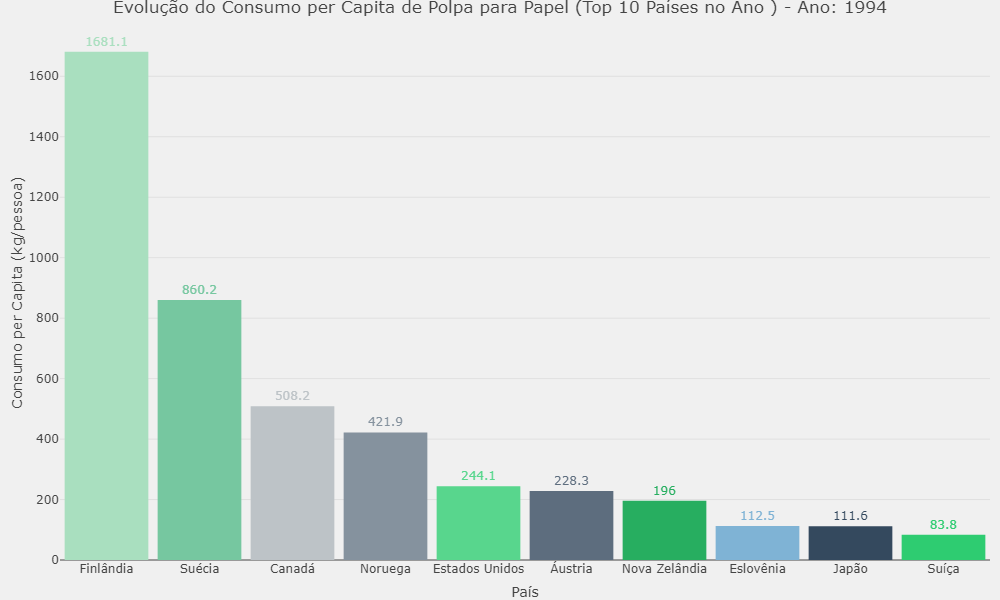 Evolução do Consumo per Capita de Polpa para Papel (Top 10 Países no Ano ) - Ano: 1994
1681.1
860.2
508.2
421.9
244.1
228.3
196
112.5
111.6
83.8
1600
1400
1200
1000
800
600
400
200
0
Consumo per Capita (kg/pessoa)
Finlândia
Suécia
Canadá
Noruega
Estados Unidos
Áustria
Nova Zelândia
Eslovênia
Japão
Suíça
País